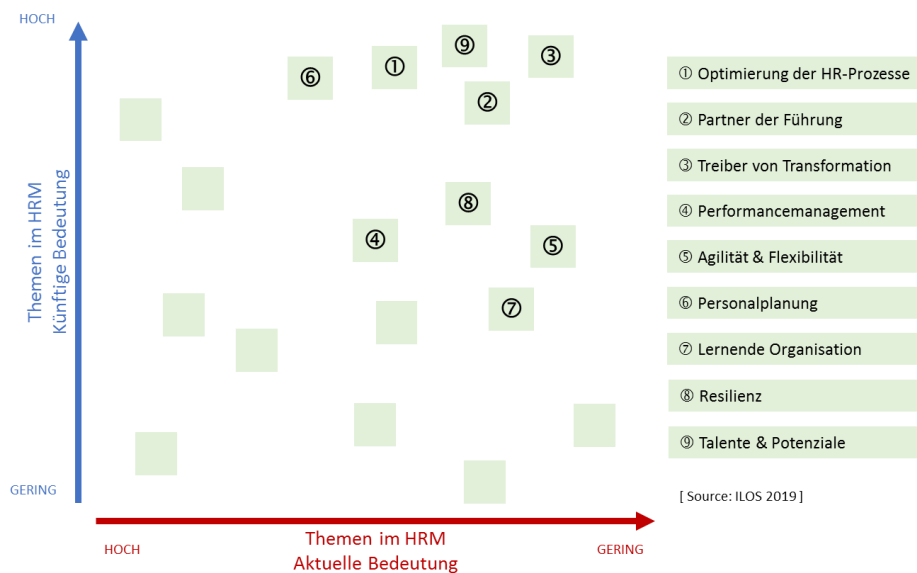 HOCH
⑨
③
①
⑥
②
⑧
④
⑤
⑦
Themen im HRM
Künftige Bedeutung
GERING
HOCH
Themen im HRM
Aktuelle Bedeutung
GERING
① Optimierung der HR-Prozesse
② Partner der Führung
③ Treiber von Transformation
④ Performancemanagement
⑤ Agilität & Flexibilität
⑥ Personalplanung
⑦ Lernende Organisation
⑧ Resilienz
⑨ Talente & Potenziale
[ Source: ILOS 2019 ]